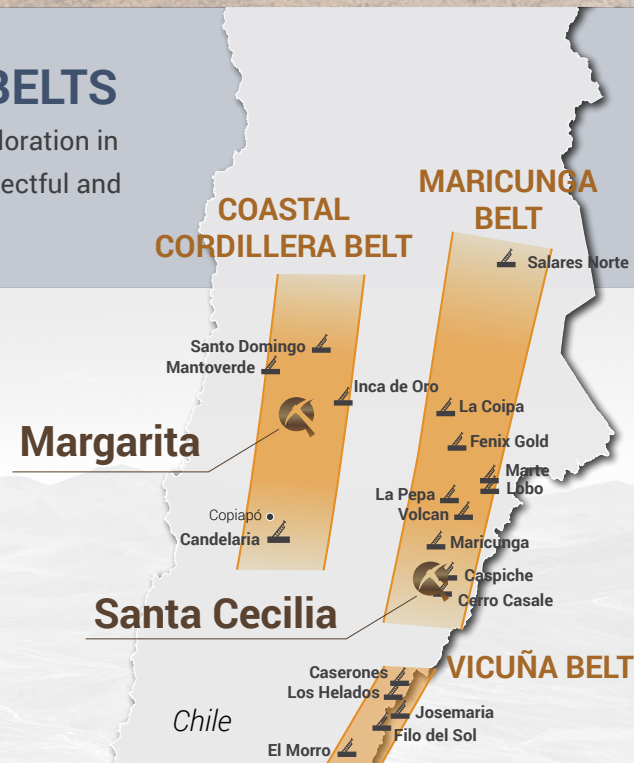 BELTS
loration in
ectful and
MARICUNGA
BELT
COASTAL
CORDILLERA BELT
Salares Norte
Santo Domingo
Mantoverde
Inca de Oro
La Coipa
Margarita
Fenix Gold
Marte
Lobo
La Pepa
Volcan
Copiapó
Candelaria
Maricunga
Caspiche
Cerro Casale
Santa Cecilia
VICUÑA BELT
Caserones
Los Helados
Josemaria
Chile
Filo del Sol
El Morro